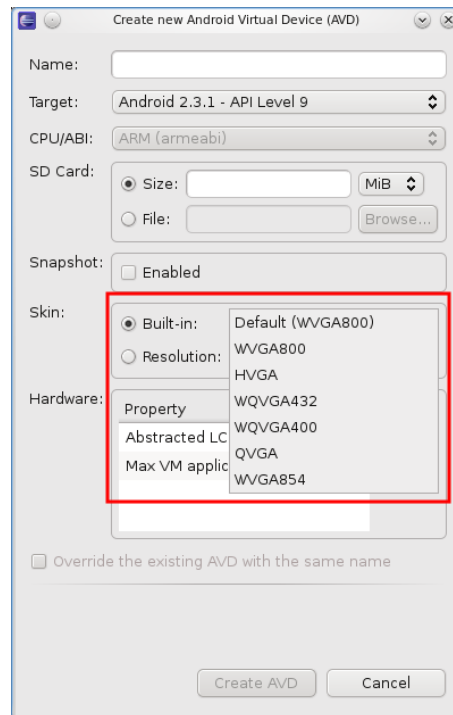 Create new Android Virtual Device (AVD)
Name:
Target: Android 2.3.1 - API Level 9
CPU/ABI: ARM (armeabi)
SD Card:
Size: MiB
File: Browse...
Snapshot:
Enabled
Skin:
Built-in: Default (WVGA800)
WVGA800
Resolution:
HVGA
WQVGA432
WQVGA400
QVGA
WVGA854
Hardware:
Property
Abstracted LC
Max VM applic
Override the existing AVD with the same name
Create AVD Cancel